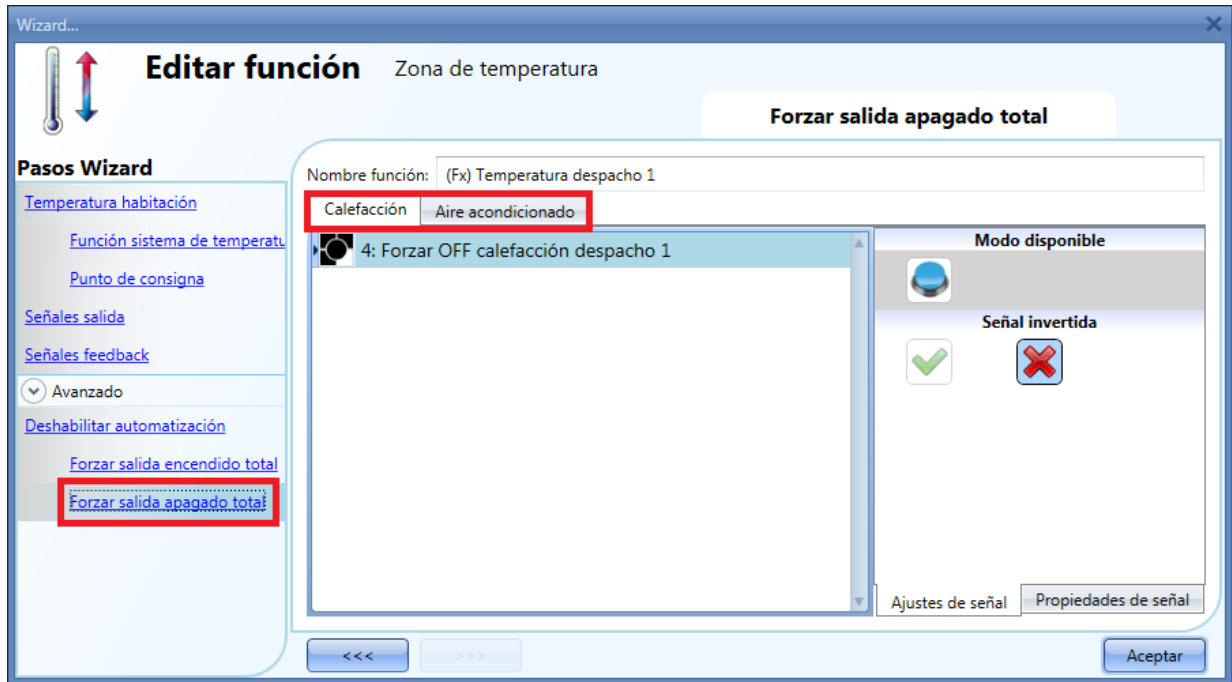 Wizard...
Editar función Zona de temperatura
Forzar salida apagado total
Pasos Wizard
Temperatura habitación
Función sistema de temperatu
Punto de consigna
Señales salida
Señales feedback
Avanzado
Deshabilitar automatización
Forzar salida encendido total
Forzar salida apagado total
Nombre función: (Fx) Temperatura despacho 1
Calefacción Aire acondicionado
4: Forzar OFF calefacción despacho 1
Modo disponible
Señal invertida
Ajustes de señal Propiedades de señal
<<< >>> Aceptar